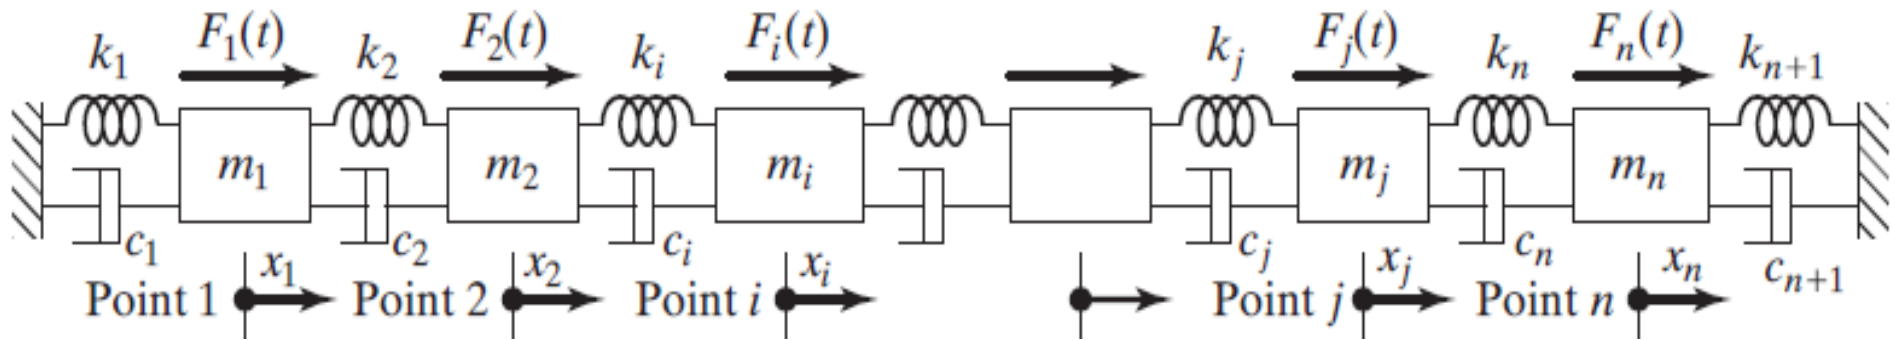 k₁ F₁(t) k₂ F₂(t) kᵢ Fᵢ(t) kⱼ Fⱼ(t) kₙ Fₙ(t) kₙ₊₁
m₁ m₂ mᵢ mⱼ mₙ
c₁ c₂ cᵢ cⱼ cₙ cₙ₊₁
x₁ x₂ xᵢ xⱼ xₙ
Point 1 Point 2 Point i Point j Point n